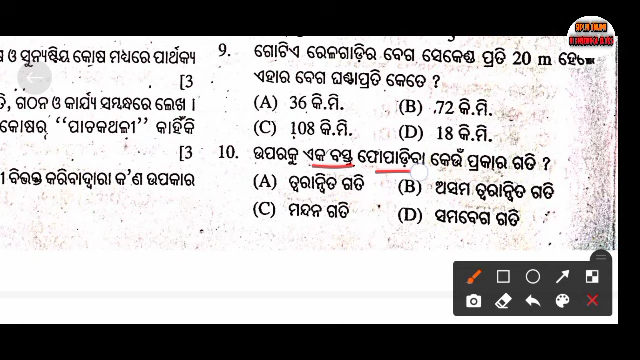 ଓ ସୁନ୍ୟଷ୍ଟିୟ କୋଷ ମଧ୍ୟରେ ପାର୍ଥକ୍ୟ
[3
ଗଠନ ଓ କାର୍ଯ୍ୟ ସମ୍ବନ୍ଧରେ ଲେଖ ।
କୋଷର୍ “ପାଚକଥଳୀ” କାହିଁକି
[3
ବିଭକ୍ତ କରିବାଦ୍ୱାରା କ'ଣ ଉପକାର
9. ଗୋଟିଏ ରେଳଗାଡ଼ିର ବେଗ ସେକେଣ୍ଡ ପ୍ରତି 20 m ହେଲେ
ଏହାର ବେଗ ଘଣ୍ଟାପ୍ରତି କେତେ ?
(A) 36 କି.ମି. (B) 72 କି.ମି.
(C) 108 କି.ମି. (D) 18 କି.ମି.
10. ଉପରକୁ ଏକ ବସ୍ତୁ ଫୋପାଡ଼ିବା କେଉଁ ପ୍ରକାର ଗତି ?
(A) ତ୍ୱରାନ୍ୱିତ ଗତି (B) ଅସମ ତ୍ୱରାନ୍ୱିତ ଗତି
(C) ମନ୍ଦନ ଗତି (D) ସମବେଗ ଗତି